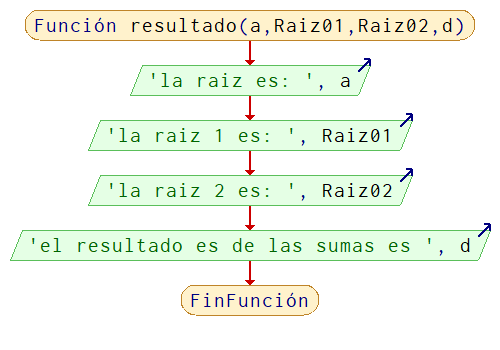 Función resultado(a,Raiz01,Raiz02,d)
'la raiz es: ', a
'la raiz 1 es: ', Raiz01
'la raiz 2 es: ', Raiz02
'el resultado es de las sumas es ', d
FinFunción